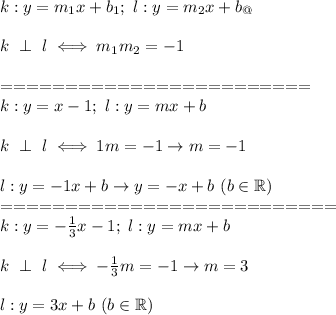 k : y = m₁x + b₁; l : y = m₂x + b_@
k ⊥ l ⟺ m₁m₂ = −1
========================
k : y = x − 1; l : y = mx + b
k ⊥ l ⟺ 1m = −1 → m = −1
l : y = −1x + b → y = −x + b (b ∈ ℝ)
==========================
k : y = −1/3x − 1; l : y = mx + b
k ⊥ l ⟺ −1/3m = −1 → m = 3
l : y = 3x + b (b ∈ ℝ)